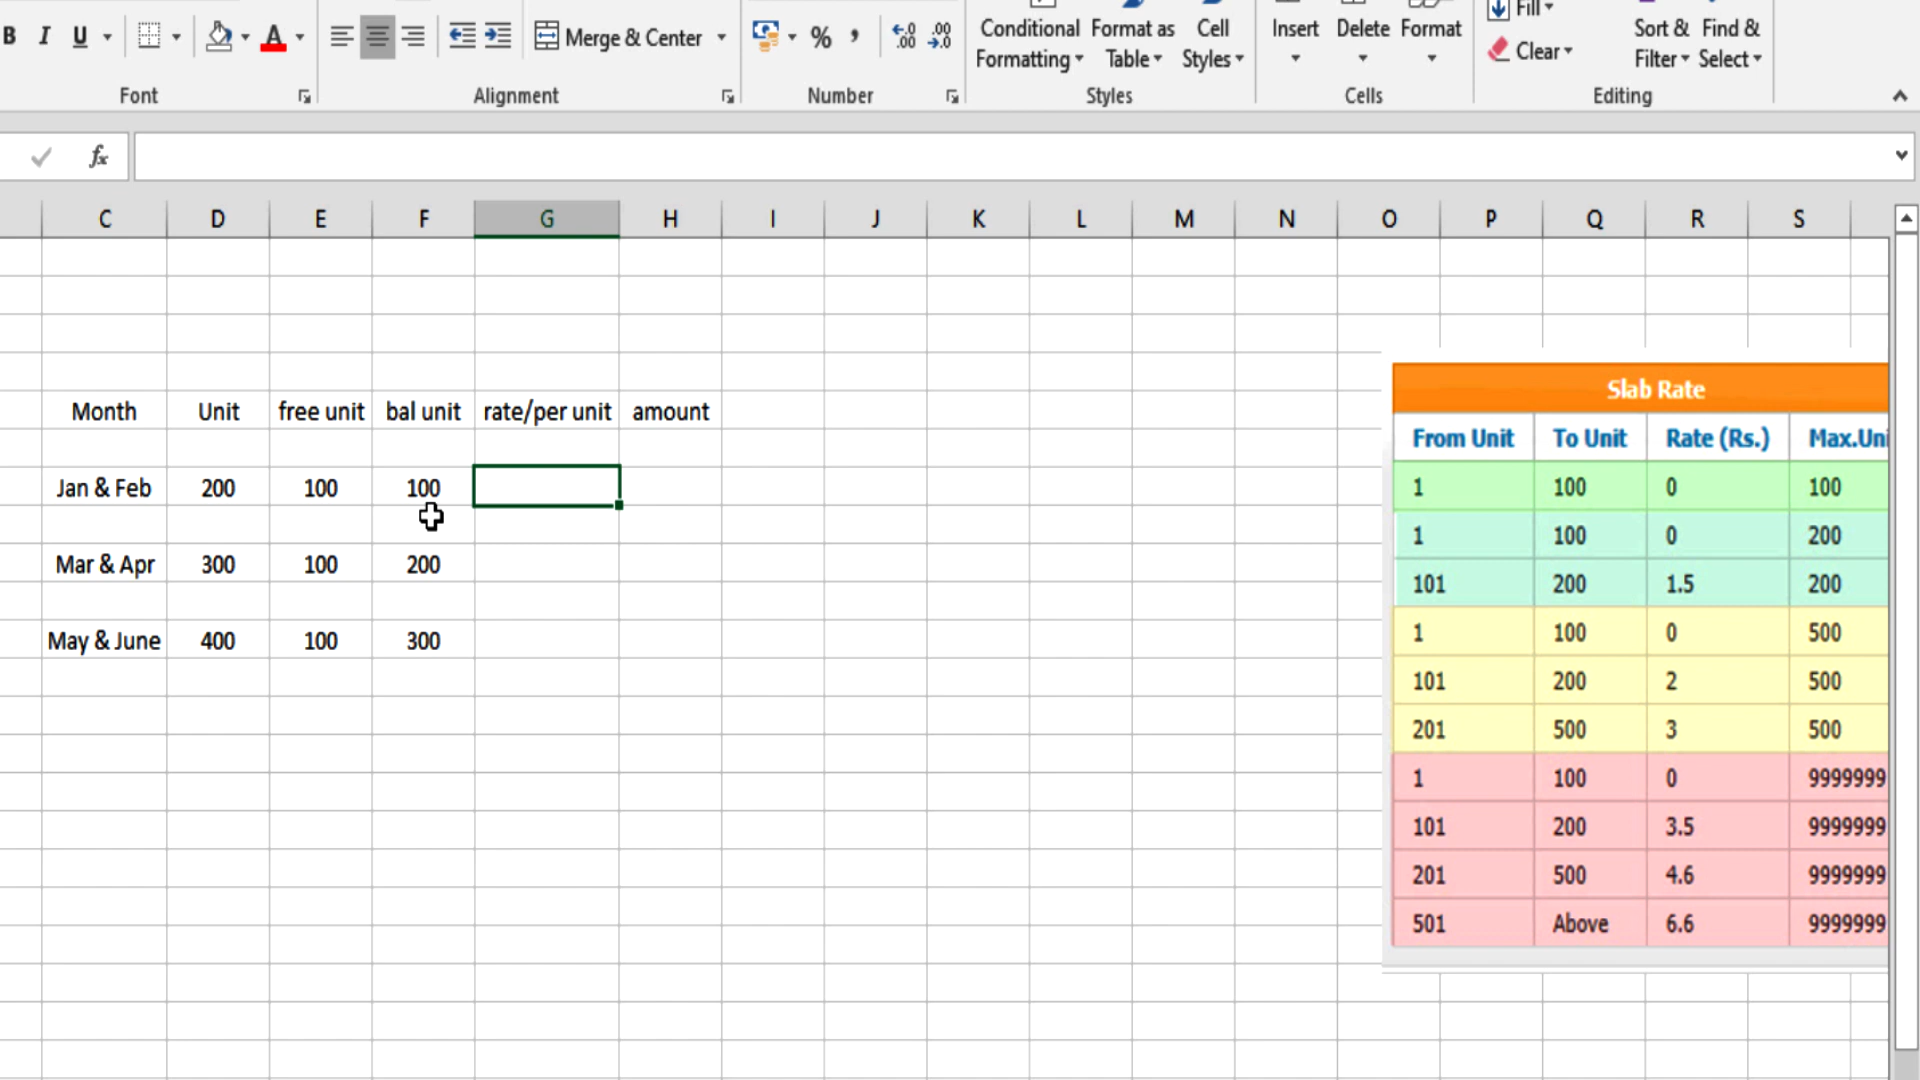 B I U A Merge & Center % , Conditional Format as Cell Insert Delete Format Fill Sort & Find &
Formatting Table Styles Clear Filter Select
Font Alignment Number Styles Cells Editing
fx
C D E F G H I J K L M N O P Q R S
Slab Rate
Month Unit free unit bal unit rate/per unit amount
From Unit To Unit Rate (Rs.) Max.Uni
Jan & Feb 200 100 100
1 100 0 100
1 100 0 200
Mar & Apr 300 100 200
101 200 1.5 200
May & June 400 100 300
1 100 0 500
101 200 2 500
201 500 3 500
1 100 0 9999999
101 200 3.5 9999999
201 500 4.6 9999999
501 Above 6.6 9999999